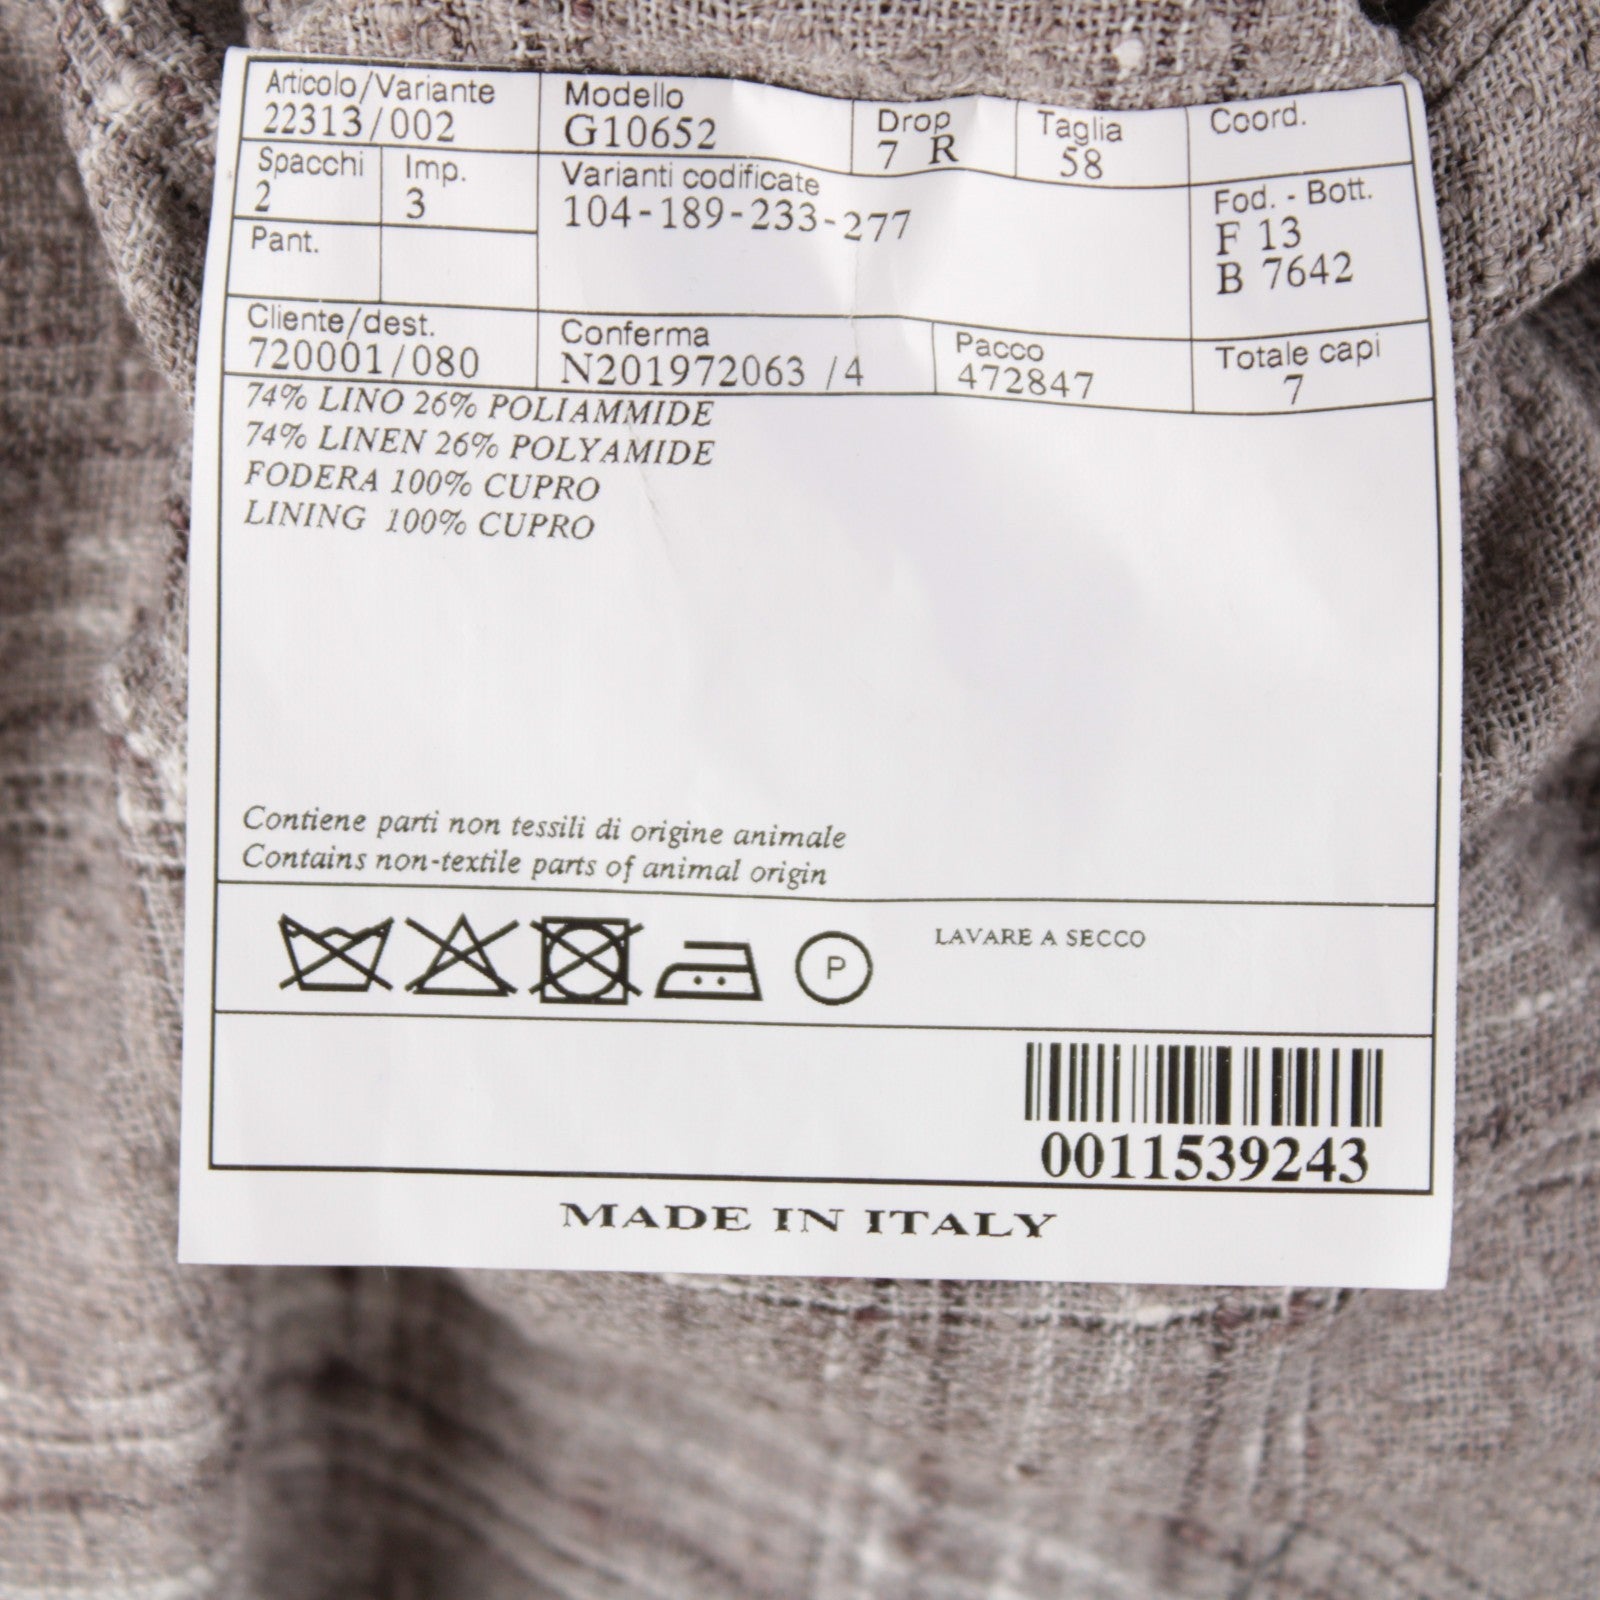 Articolo/Variante
22313/002
Modello
G10652
Drop
7 R
Taglia
58
Coord.
Spacchi
2
Imp.
3
Varianti codificate
104-189-233-277
Fod. - Bott.
F 13
B 7642
Pant.
Cliente/dest.
720001/080
Conferma
N201972063 /4
Pacco
472847
Totale capi
7
74% LINO 26% POLIAMMIDE
74% LINEN 26% POLYAMIDE
FODERA 100% CUPRO
LINING 100% CUPRO
Contiene parti non tessili di origine animale
Contains non-textile parts of animal origin
P
LAVARE A SECCO
0011539243
MADE IN ITALY